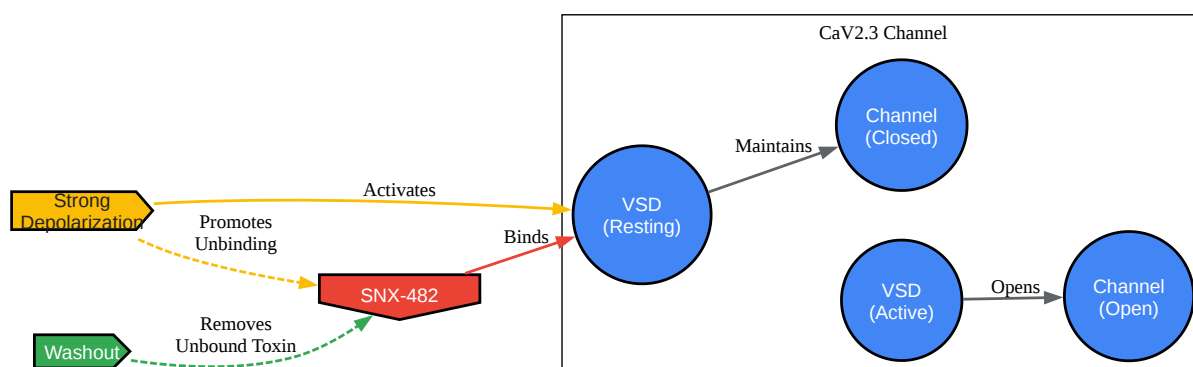 CaV2.3 Channel
Channel
(Closed)
Maintains
Activates
VSD
(Resting)
Strong
Depolarization
Promotes
Unbinding
Binds
SNX-482
VSD
(Active)
Opens
Channel
(Open)
Removes
Unbound Toxin
Washout